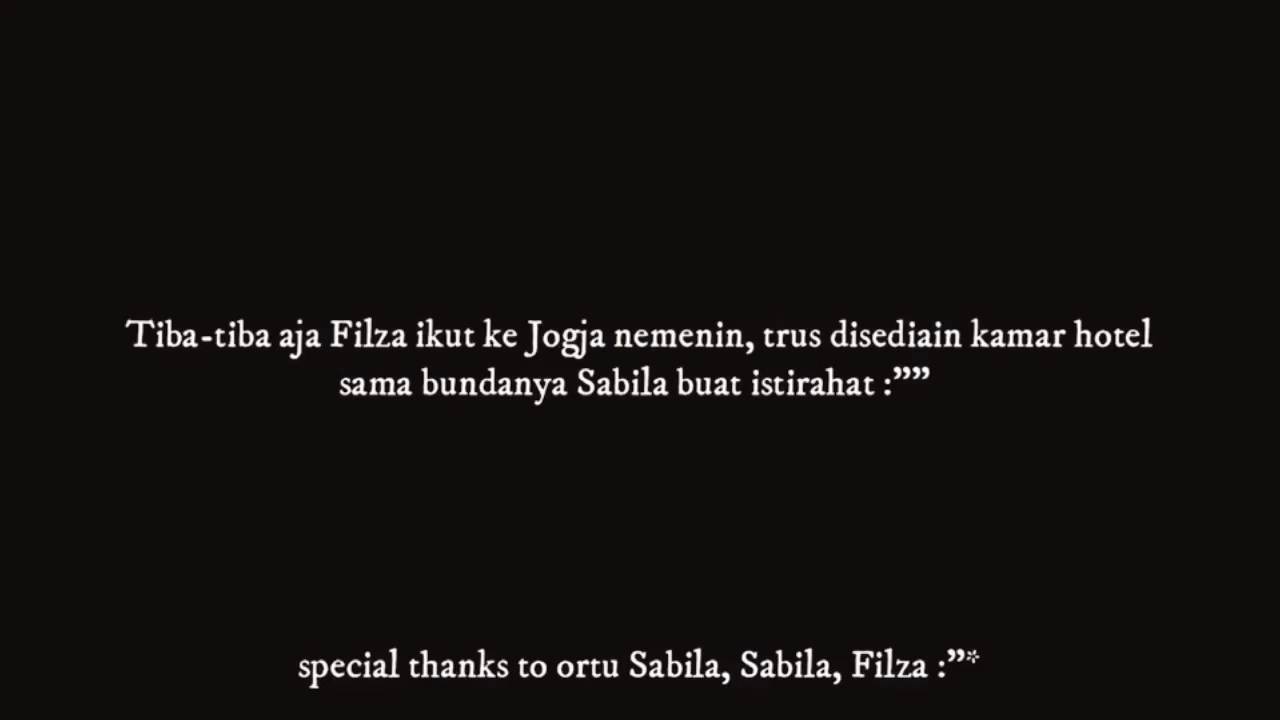 Tiba-tiba aja Filza ikut ke Jogja nemenin, trus disediain kamar hotel
sama bundanya Sabila buat istirahat :””
special thanks to ortu Sabila, Sabila, Filza :”*